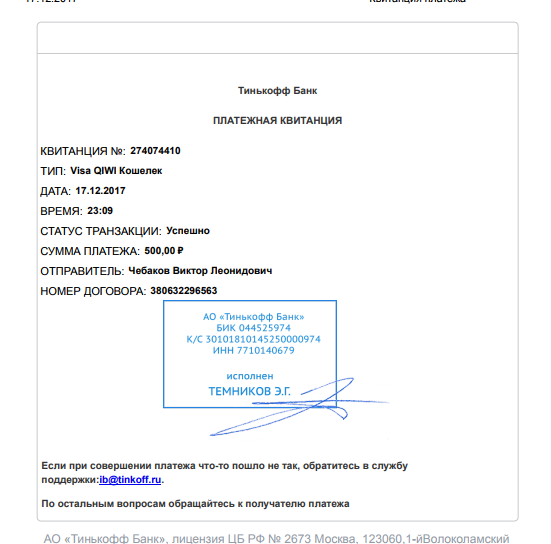 17.12.2017 Квитанция платежа
Тинькофф Банк
ПЛАТЕЖНАЯ КВИТАНЦИЯ
КВИТАНЦИЯ №: 274074410
ТИП: Visa QIWI Кошелек
ДАТА: 17.12.2017
ВРЕМЯ: 23:09
СТАТУС ТРАНЗАКЦИИ: Успешно
СУММА ПЛАТЕЖА: 500,00 ₽
ОТПРАВИТЕЛЬ: Чебаков Виктор Леонидович
НОМЕР ДОГОВОРА: 380632296563
АО «Тинькофф Банк»
БИК 044525974
К/С 30101810145250000974
ИНН 7710140679
исполнен
ТЕМНИКОВ Э.Г.
Если при совершении платежа что-то пошло не так, обратитесь в службу
поддержки:ib@tinkoff.ru.
По остальным вопросам обращайтесь к получателю платежа
АО «Тинькофф Банк», лицензия ЦБ РФ № 2673 Москва, 123060,1-йВолоколамский